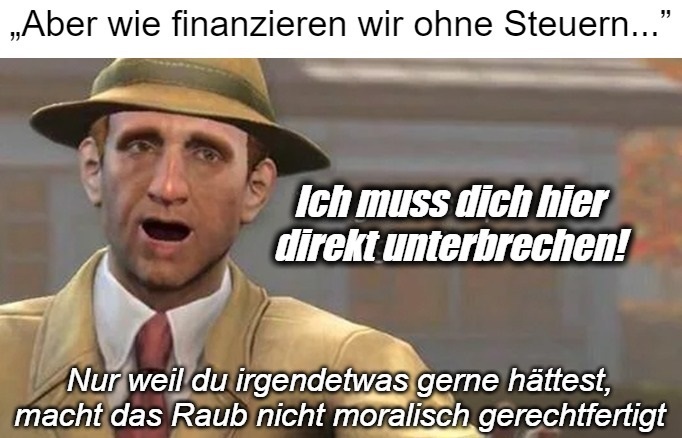 „Aber wie finanzieren wir ohne Steuern...”
Ich muss dich hier
direkt unterbrechen!
Nur weil du irgendetwas gerne hättest,
macht das Raub nicht moralisch gerechtfertigt